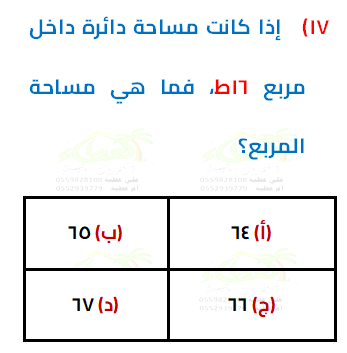 ١٧) إذا كانت مساحة دائرة داخل
مربع ١٦ط، فما هي مساحة
المربع؟
(أ) ٦٤ (ب) ٦٥
(ج) ٦٦ (د) ٦٧